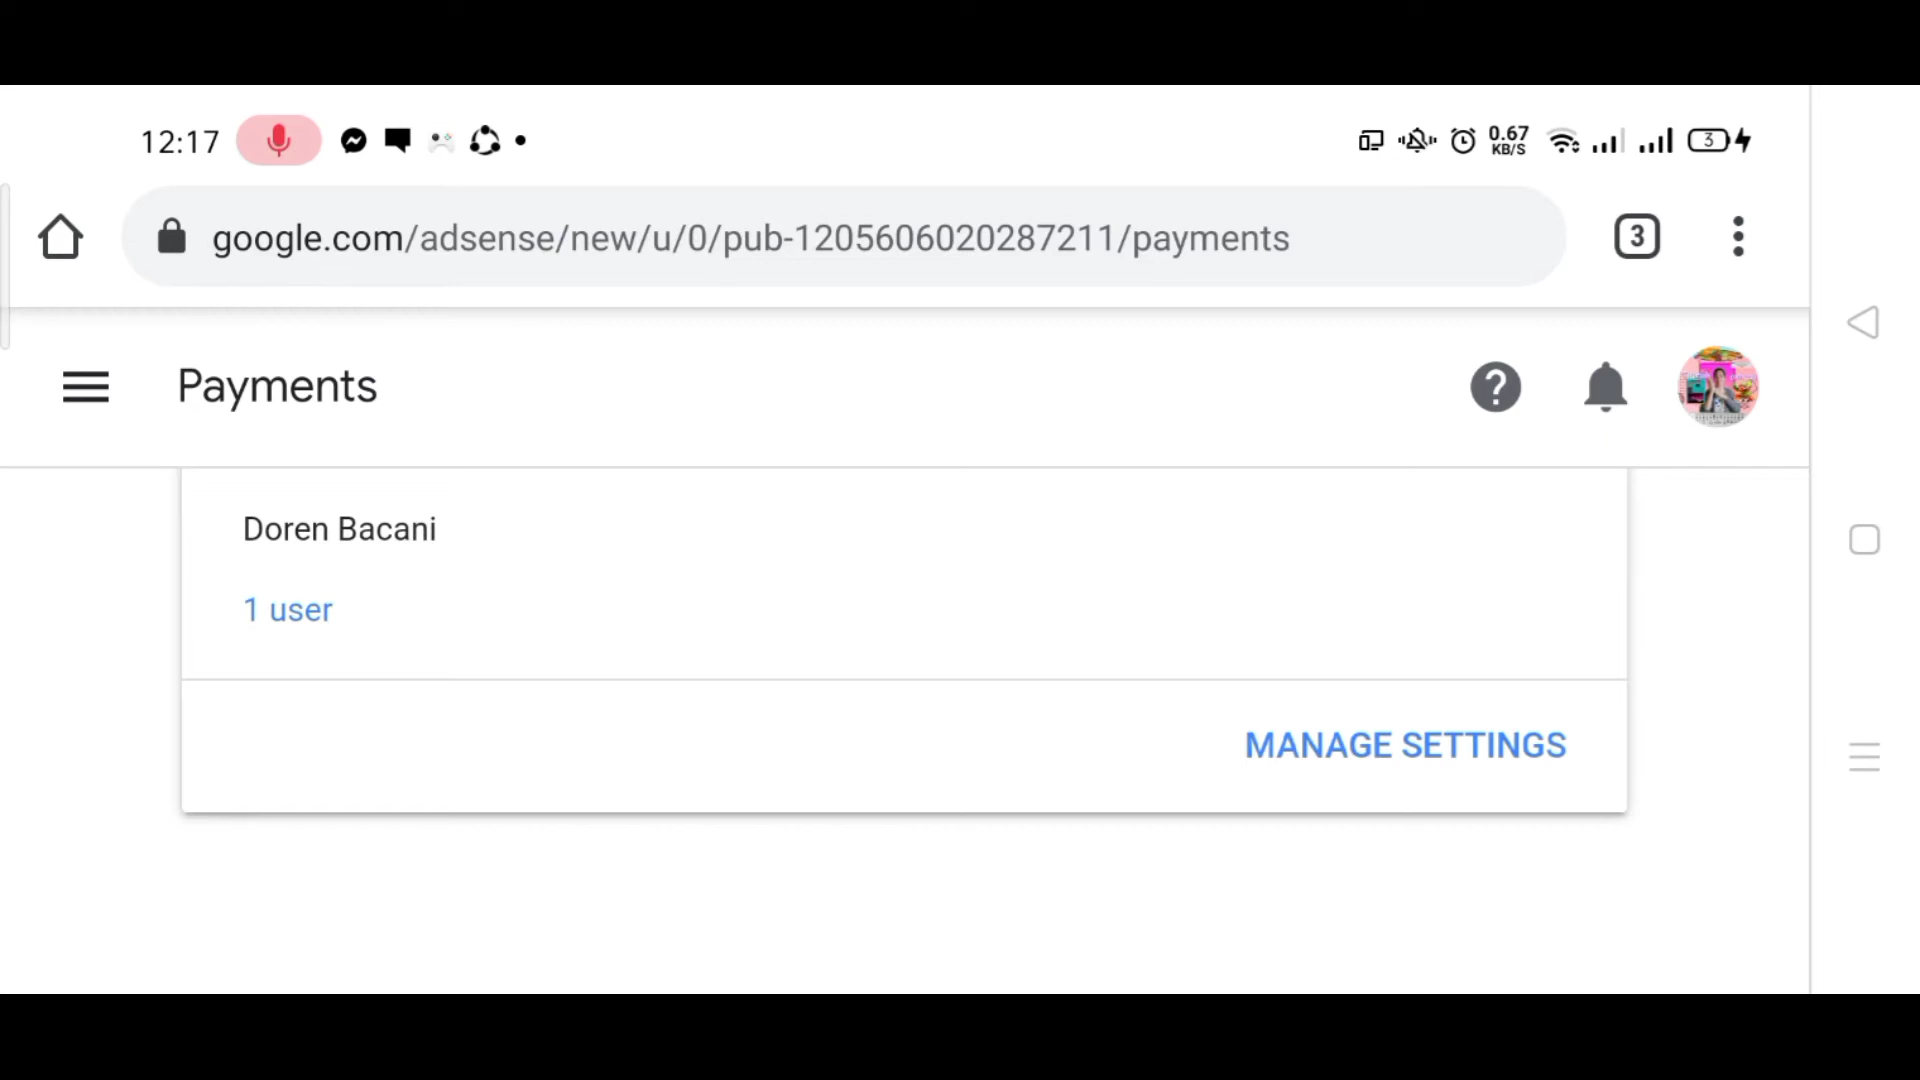 12:17
0.67
KB/S
3
google.com/adsense/new/u/0/pub-1205606020287211/payments
3
Payments
?
Doren Bacani
1 user
MANAGE SETTINGS